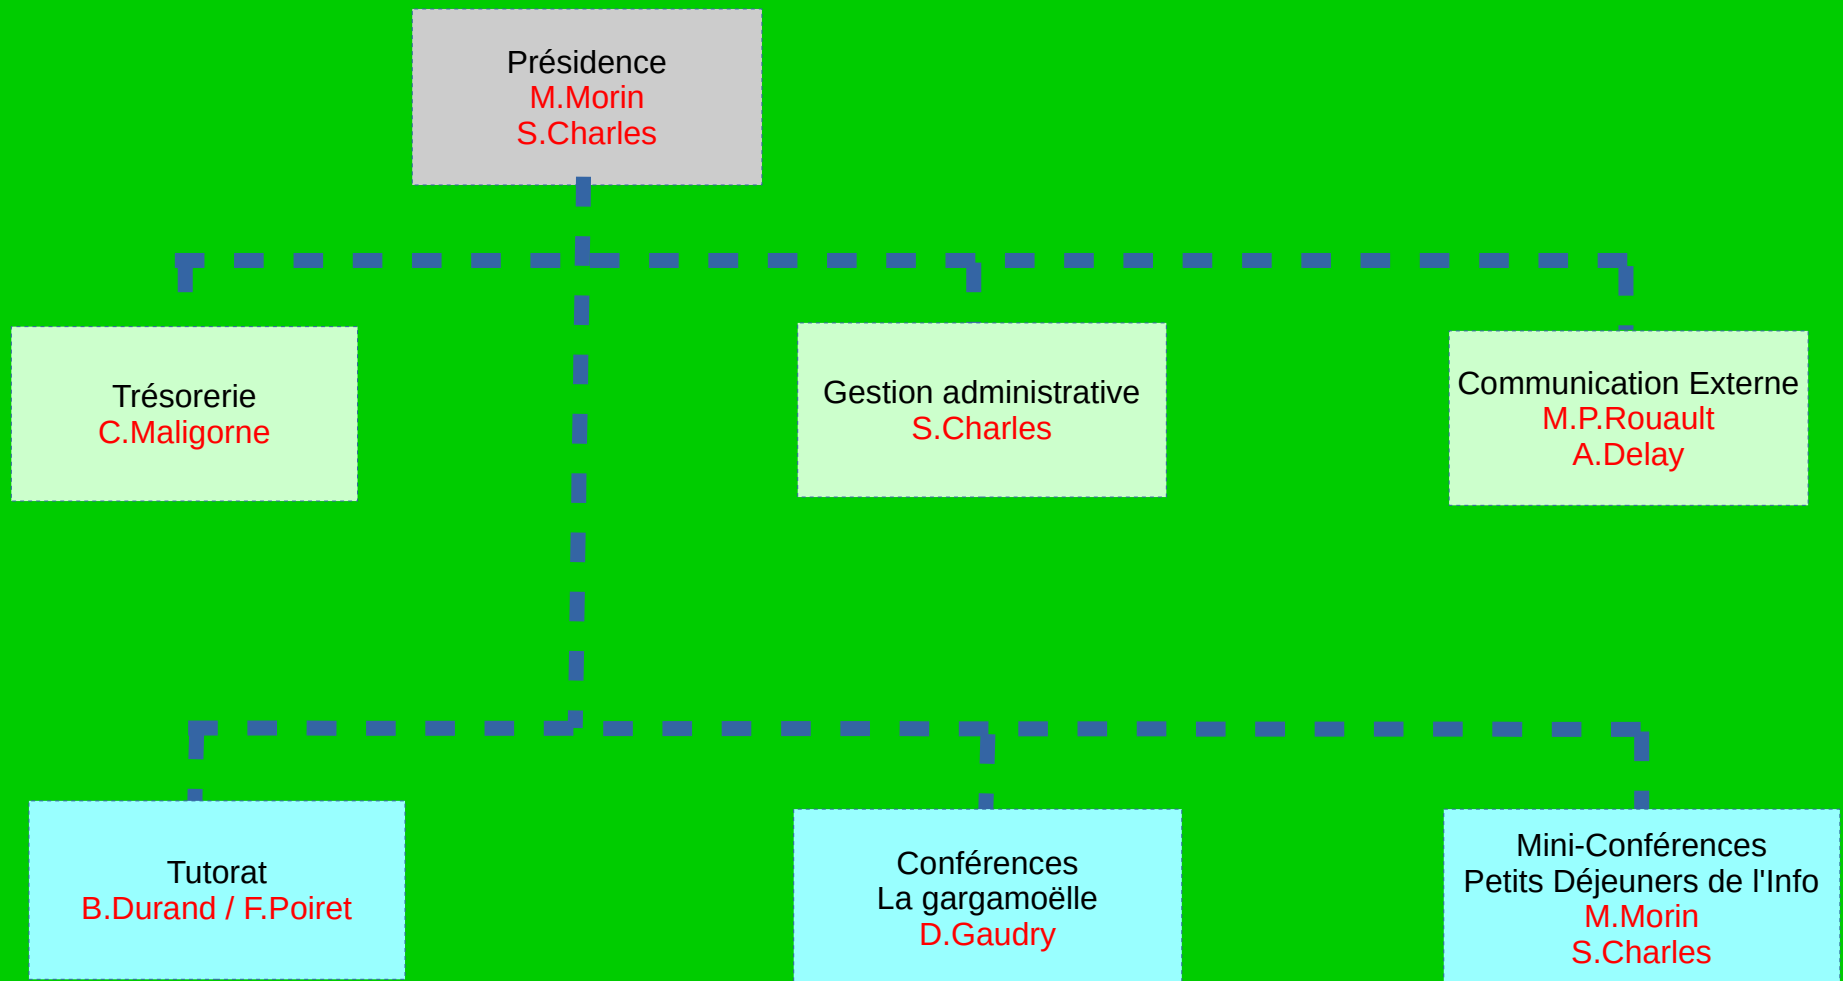 Présidence
M.Morin
S.Charles
Trésorerie
C.Maligorne
Gestion administrative
S.Charles
Communication Externe
M.P.Rouault
A.Delay
Tutorat
B.Durand / F.Poiret
Conférences
La gargamoëlle
D.Gaudry
Mini-Conférences
Petits Déjeuners de l'Info
M.Morin
S.Charles